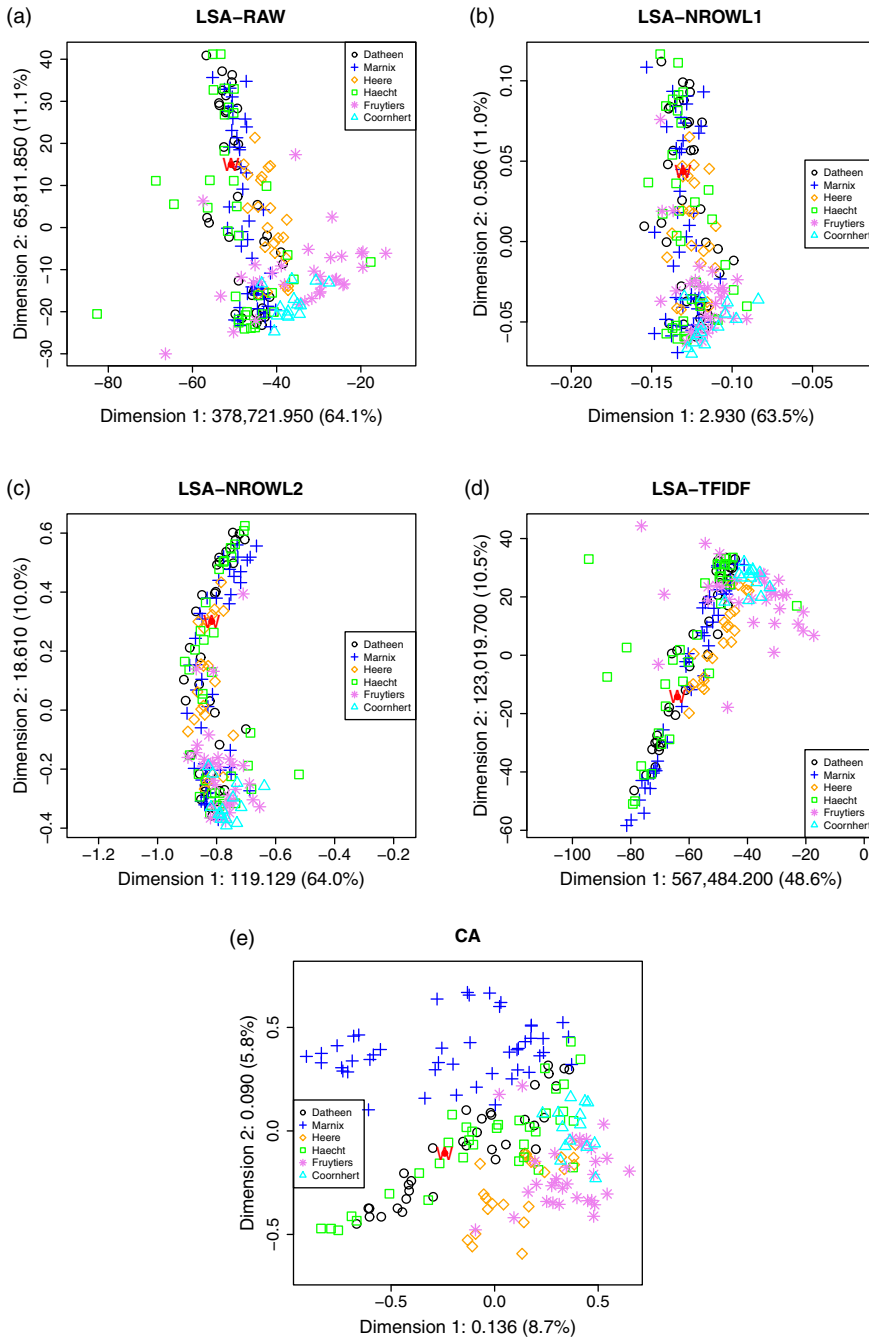 (a)
LSA−RAW
Dimension 2: 65,811.850 (11.1%)
40
30
20
10
0
−10
−20
−30
Datheen
Marnix
Heere
Haecht
Fruytiers
Coornhert
W
−80
−60
−40
−20
Dimension 1: 378,721.950 (64.1%)
(b)
LSA−NROWL1
Dimension 2: 0.506 (11.0%)
0.10
0.05
0.00
−0.05
Datheen
Marnix
Heere
Haecht
Fruytiers
Coornhert
W
−0.20
−0.15
−0.10
−0.05
Dimension 1: 2.930 (63.5%)
(c)
LSA−NROWL2
Dimension 2: 18.610 (10.0%)
0.6
0.4
0.2
0.0
−0.2
−0.4
Datheen
Marnix
Heere
Haecht
Fruytiers
Coornhert
W
−1.2
−1.0
−0.8
−0.6
−0.4
−0.2
Dimension 1: 119.129 (64.0%)
(d)
LSA−TFIDF
Dimension 2: 123,019.700 (10.5%)
40
20
0
−20
−40
−60
Datheen
Marnix
Heere
Haecht
Fruytiers
Coornhert
W
−100
−80
−60
−40
−20
0
Dimension 1: 567,484.200 (48.6%)
(e)
CA
Dimension 2: 0.090 (5.8%)
0.5
0.0
−0.5
Datheen
Marnix
Heere
Haecht
Fruytiers
Coornhert
W
−0.5
0.0
0.5
Dimension 1: 0.136 (8.7%)